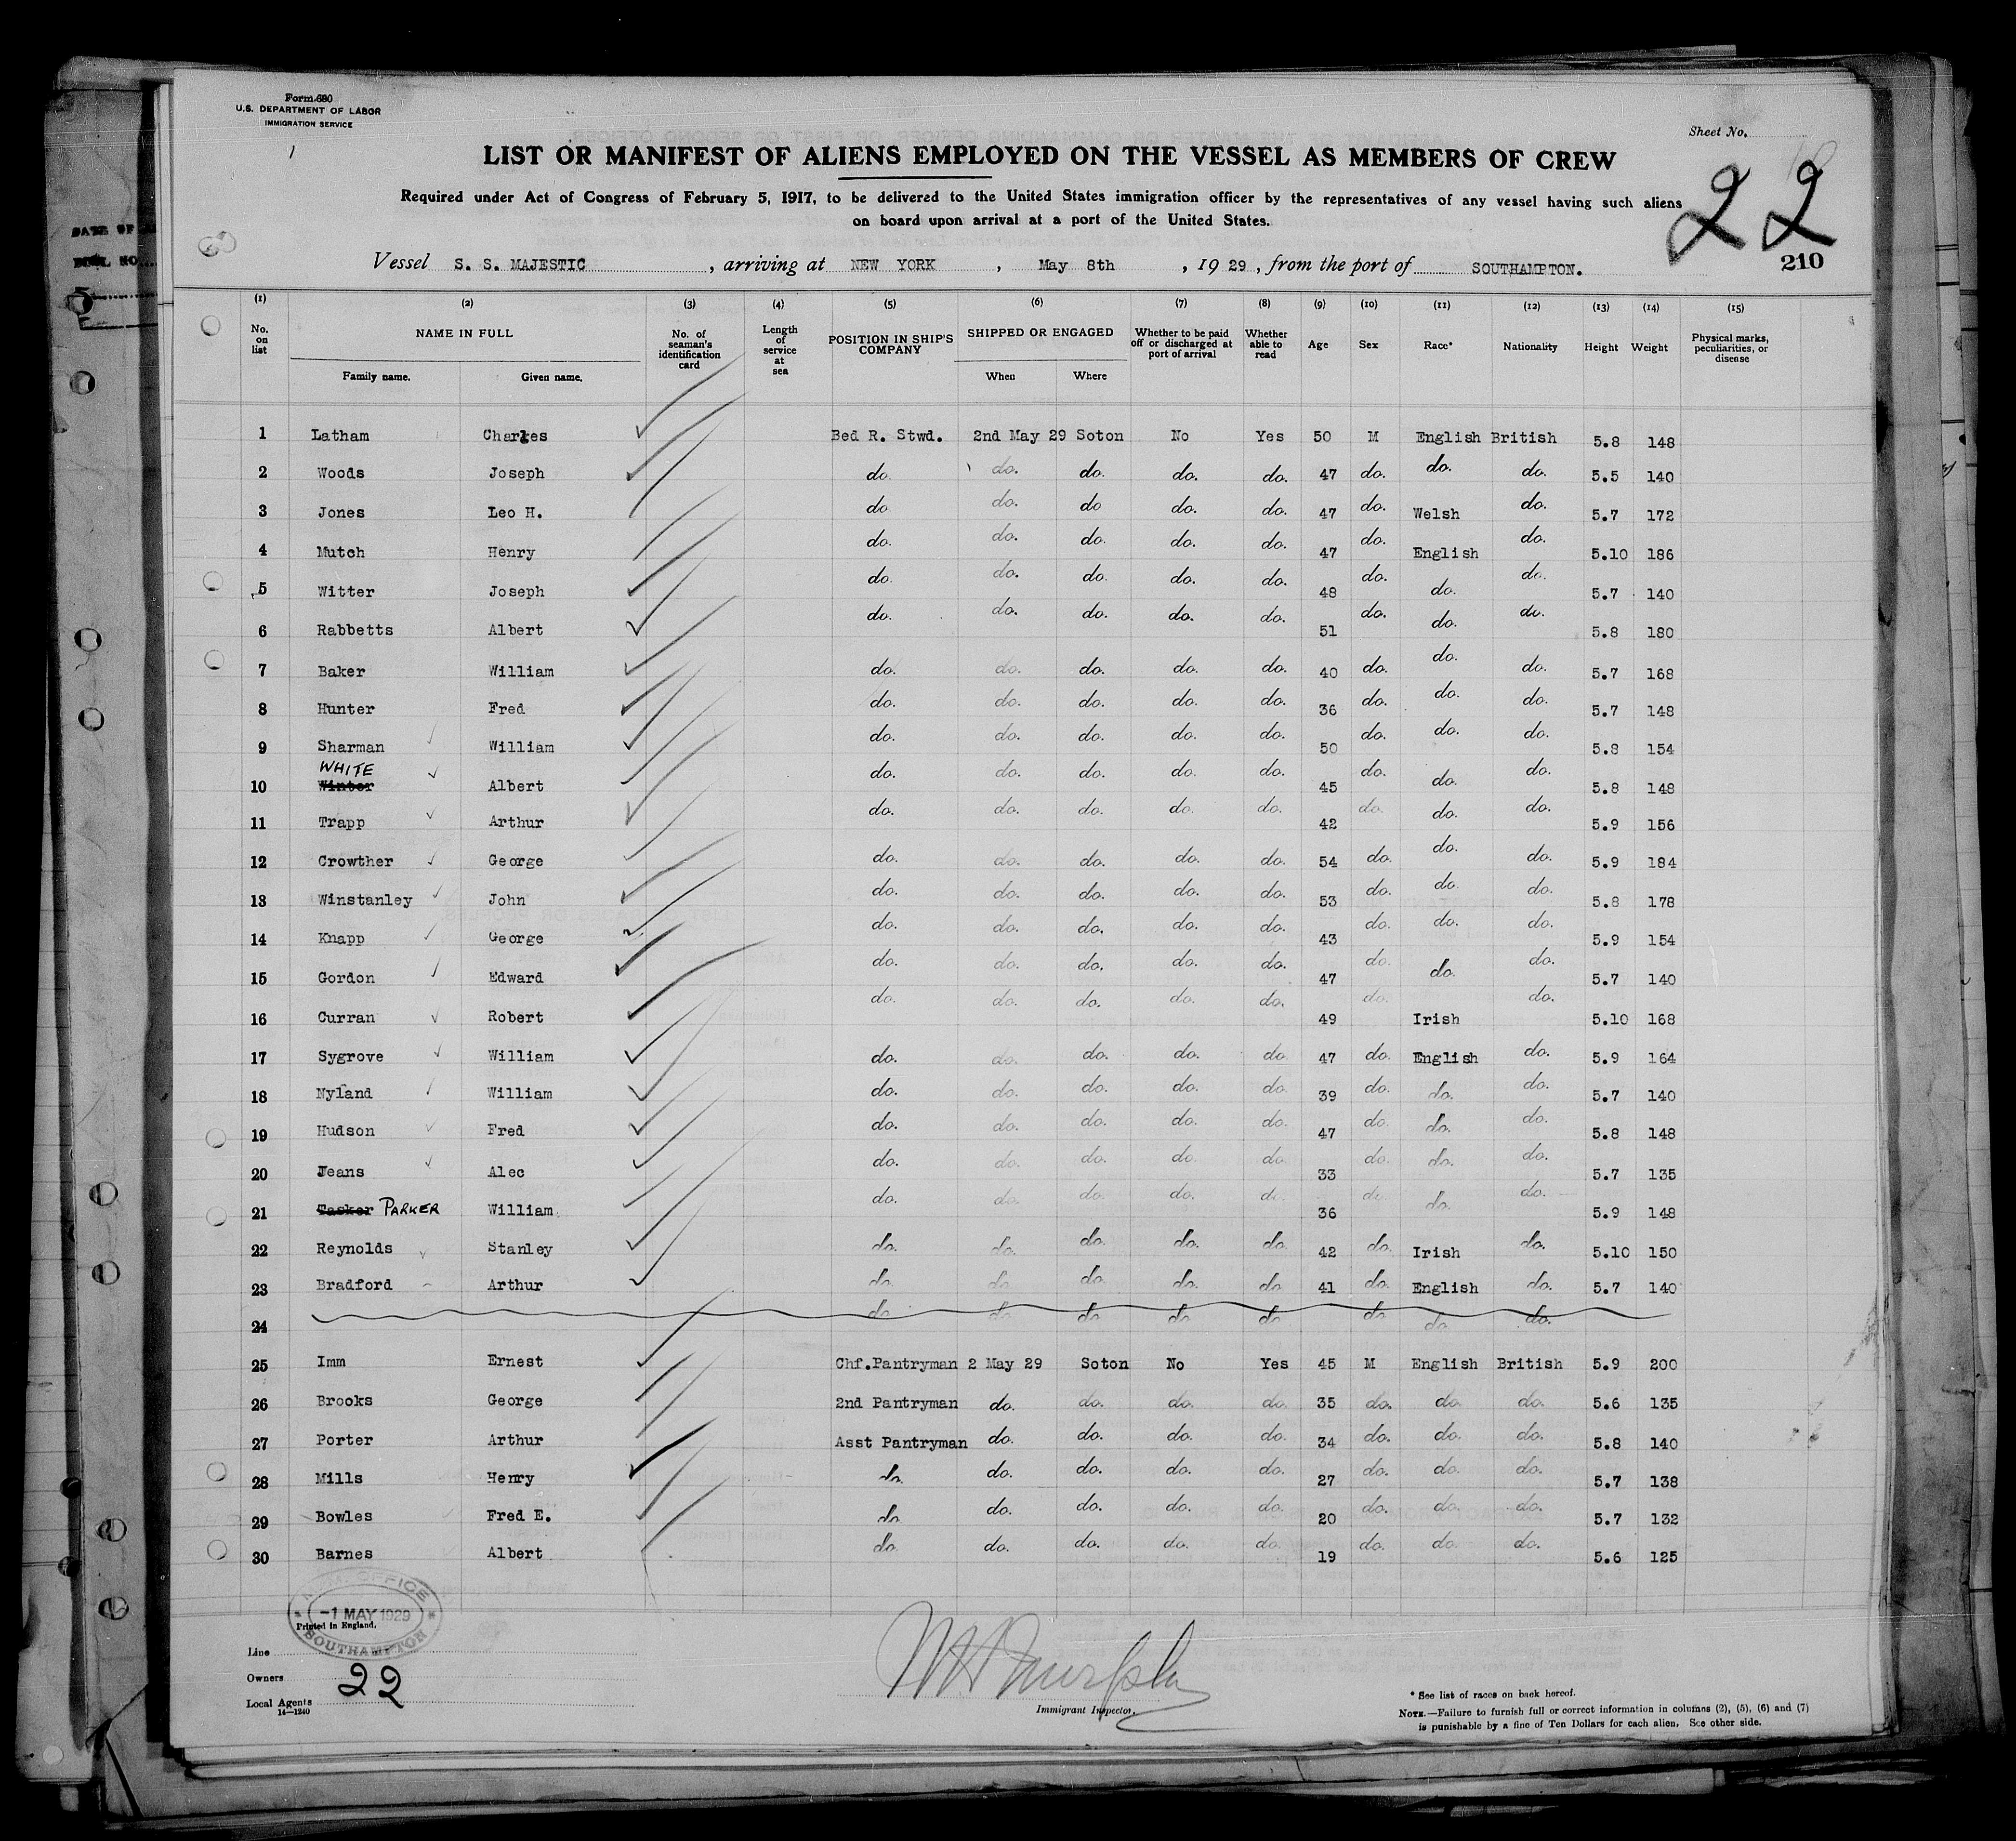 Form 680
U.S. DEPARTMENT OF LABOR
IMMIGRATION SERVICE
Sheet No.
LIST OR MANIFEST OF ALIENS EMPLOYED ON THE VESSEL AS MEMBERS OF CREW
Required under Act of Congress of February 5, 1917, to be delivered to the United States immigration officer by the representatives of any vessel having such aliens
on board upon arrival at a port of the United States.
22
210
Vessel S. S. MAJESTIC, arriving at NEW YORK, May 8th, 1929, from the port of SOUTHAMPTON.
(1) (2) (3) (4) (5) (6) (7) (8) (9) (10) (11) (12) (13) (14) (15)
No. on list NAME IN FULL Family name. Given name. No. of seaman's identification card Length of service at sea POSITION IN SHIP'S COMPANY SHIPPED OR ENGAGED When Where Whether to be paid off or discharged at port of arrival Whether able to read Age Sex Race* Nationality Height Weight Physical marks, peculiarities, or disease
1 Latham Charles Bed R. Stwd. 2nd May 29 Soton No Yes 50 M English British 5.8 148
2 Woods Joseph do. do. do. do. do. 47 do. do. do. 5.5 140
3 Jones Leo H. do. do. do do. do. 47 do. Welsh do. 5.7 172
4 Mutch Henry do. do. do. do. do. 47 do. English do. 5.10 186
5 Witter Joseph do. do. do. do. do. 48 do. do. do. 5.7 140
6 Rabbetts Albert do. do. do. do. do. 51 do. do. do. 5.8 180
7 Baker William do. do. do. do. do. 40 do. do. do. 5.7 168
8 Hunter Fred do. do. do. do. do. 36 do. do. do. 5.7 148
9 Sharman William do. do. do. do. do. 50 do. do. do. 5.8 154
10 Winter WHITE Albert do. do. do. do. do. 45 do. do. do. 5.8 148
11 Trapp Arthur do. do. do. do. do. 42 do. do. do. 5.9 156
12 Crowther George do. do. do. do. do. 54 do. do. do. 5.9 184
13 Winstanley John do. do. do. do. do. 53 do. do. do. 5.8 178
14 Knapp George do. do. do. do. do. 43 do. do. do. 5.9 154
15 Gordon Edward do. do. do. do. do. 47 do. do. do. 5.7 140
16 Curran Robert do. do. do. do. do. 49 do. Irish do. 5.10 168
17 Sygrove William do. do. do. do. do 47 do. English do. 5.9 164
18 Nyland William do. do. do. do. do 39 do. do. do. 5.7 140
19 Hudson Fred do. do. do. do. do. 47 do. do. do. 5.8 148
20 Jeans Alec do. do. do. do. do. 33 do. do. do. 5.7 135
21 Tasker PARKER William do. do. do. do. do. 36 do. do. do. 5.9 148
22 Reynolds Stanley do. do. do. do. do. 42 do. Irish do. 5.10 150
23 Bradford Arthur do. do. do. do. do. 41 do. English do. 5.7 140
24 do do do do do do do do.
25 Imm Ernest Chf.Pantryman 2 May 29 Soton No Yes 45 M English British 5.9 200
26 Brooks George 2nd Pantryman do. do. do. do. 35 do. do. do. 5.6 135
27 Porter Arthur Asst Pantryman do. do. do. do. 34 do. do. do. 5.8 140
28 Mills Henry do. do. do. do. do. 27 do. do. do. 5.7 138
29 Bowles Fred E. do. do. do. do. do. 20 do. do. do. 5.7 132
30 Barnes Albert do. do. do. do. do. 19 do. do. do. 5.6 125
OFFICE
-1 MAY 1929
SOUTHAMPTON
Printed in England.
Line
Owners
22
Local Agents
14—1240
Immigrant Inspector.
* See list of races on back hereof.
NOTE.—Failure to furnish full or correct information in columns (2), (5), (6) and (7)
is punishable by a fine of Ten Dollars for each alien. See other side.